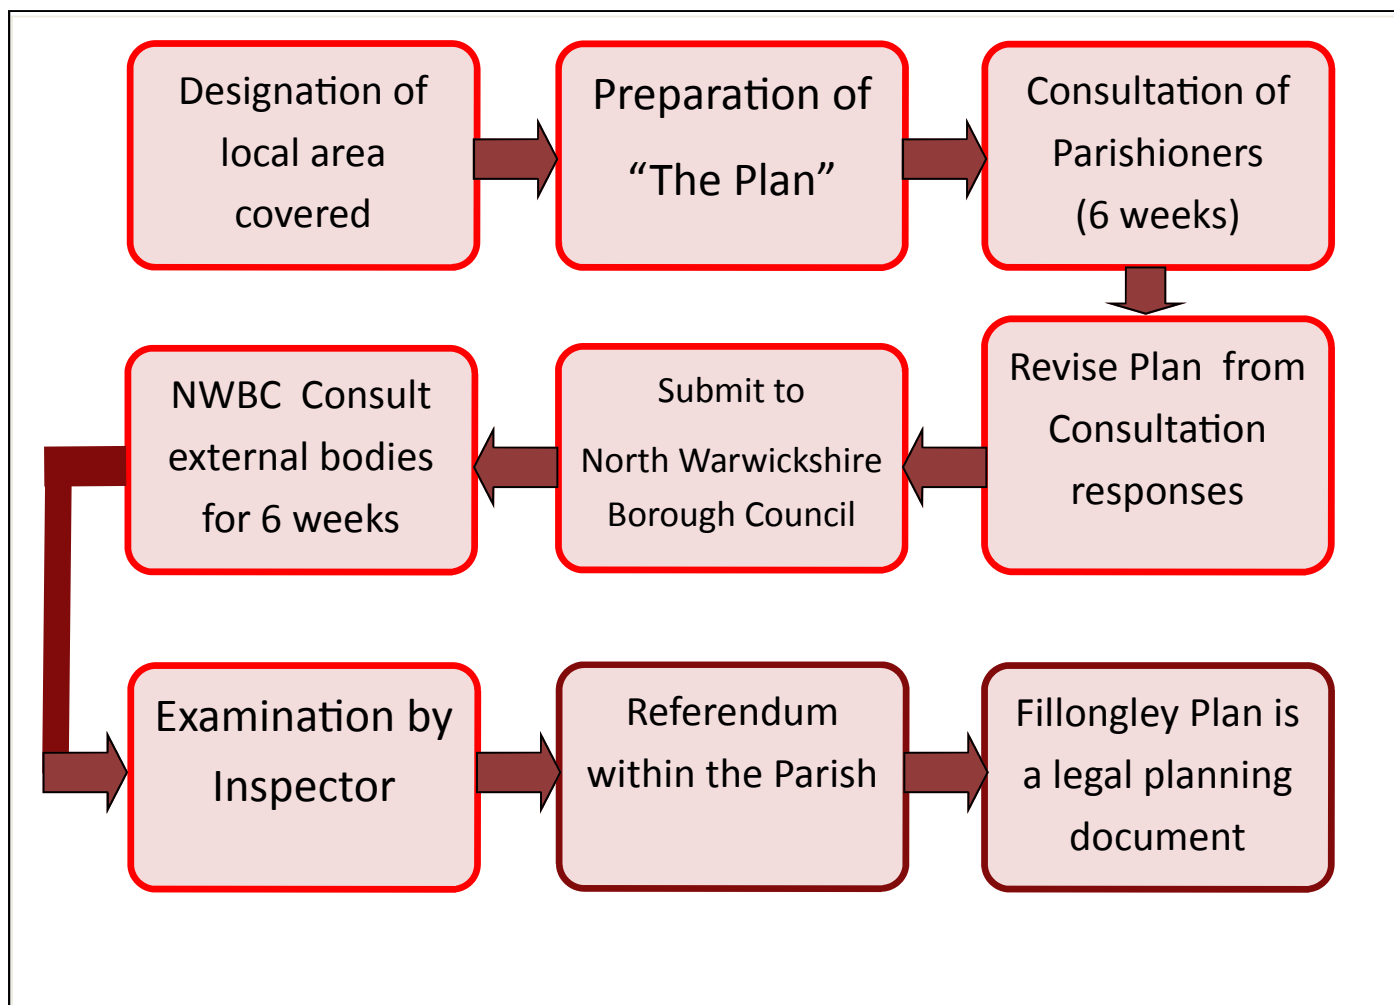 Designation of
local area
covered
Preparation of
“The Plan”
Consultation of
Parishioners
(6 weeks)
Revise Plan  from
Consultation
responses
Submit to
North Warwickshire
Borough Council
NWBC  Consult
external bodies
for 6 weeks
Examination by
Inspector
Referendum
within the Parish
Fillongley Plan is
a legal planning
document